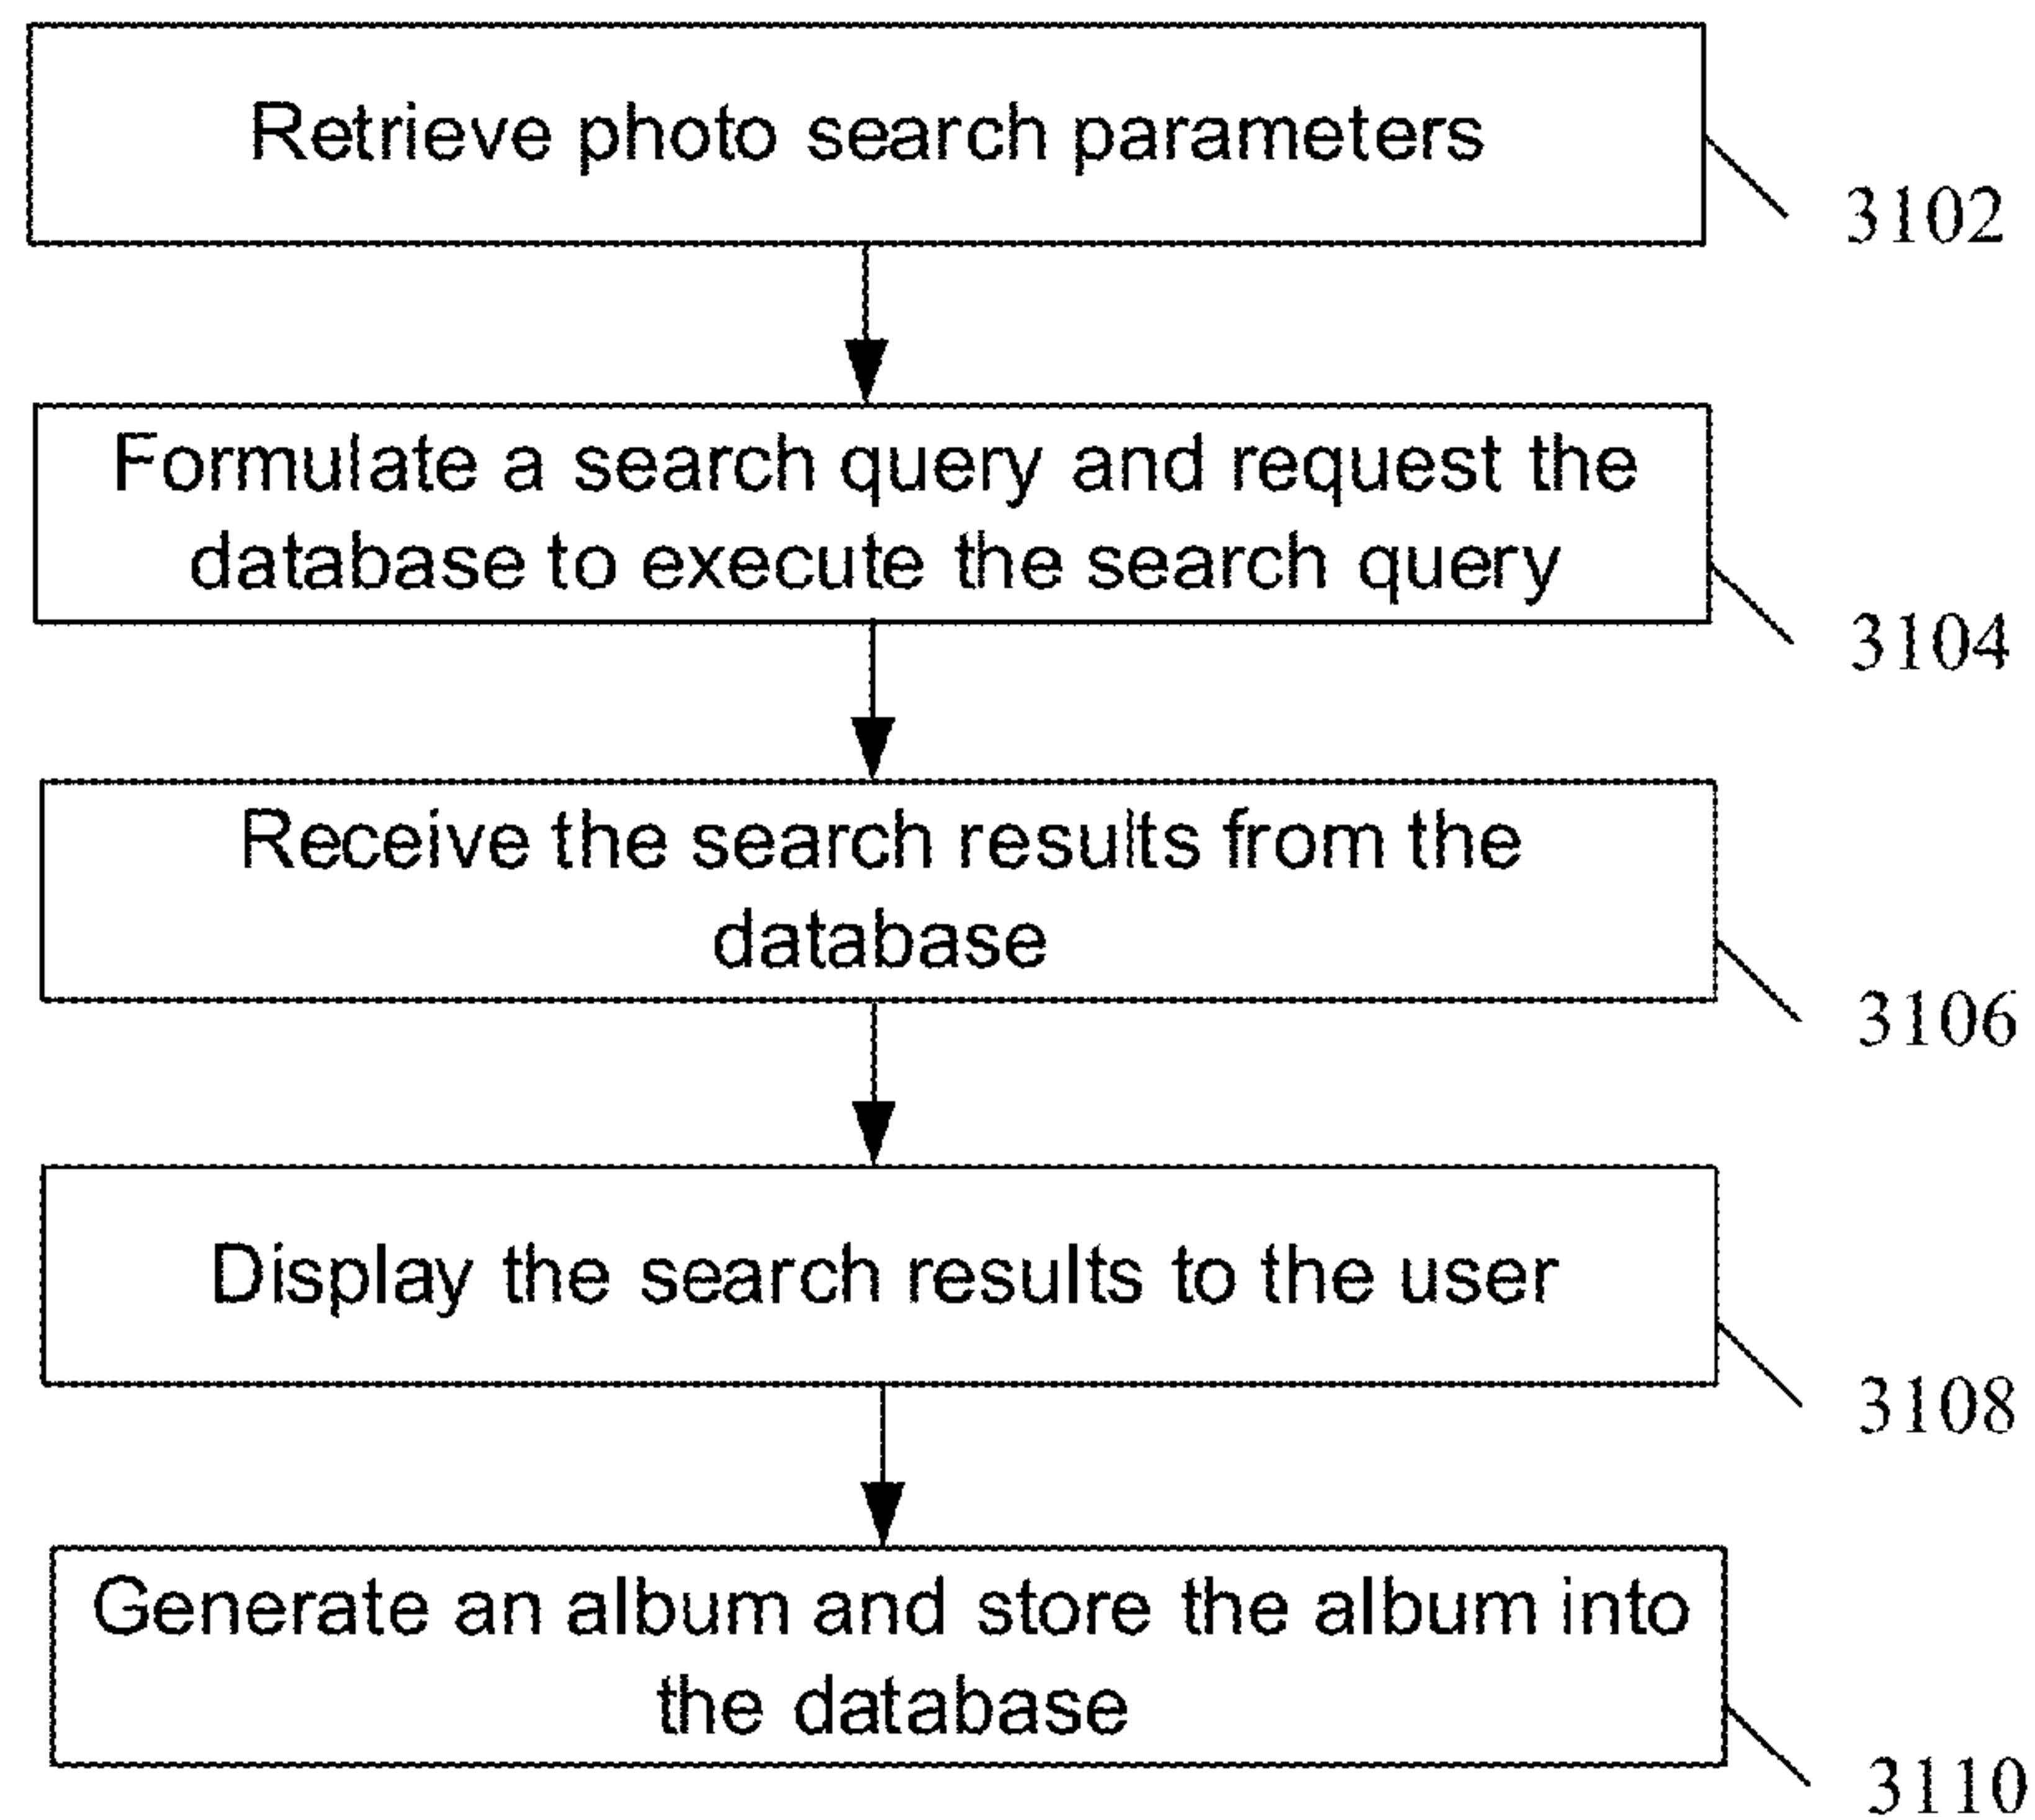 Retrieve photo search parameters
3102
Formulate a search query and request the
database to execute the search query
3104
Receive the search results from the
database
3106
Display the search results to the user
3108
Generate an album and store the album into
the database
3110